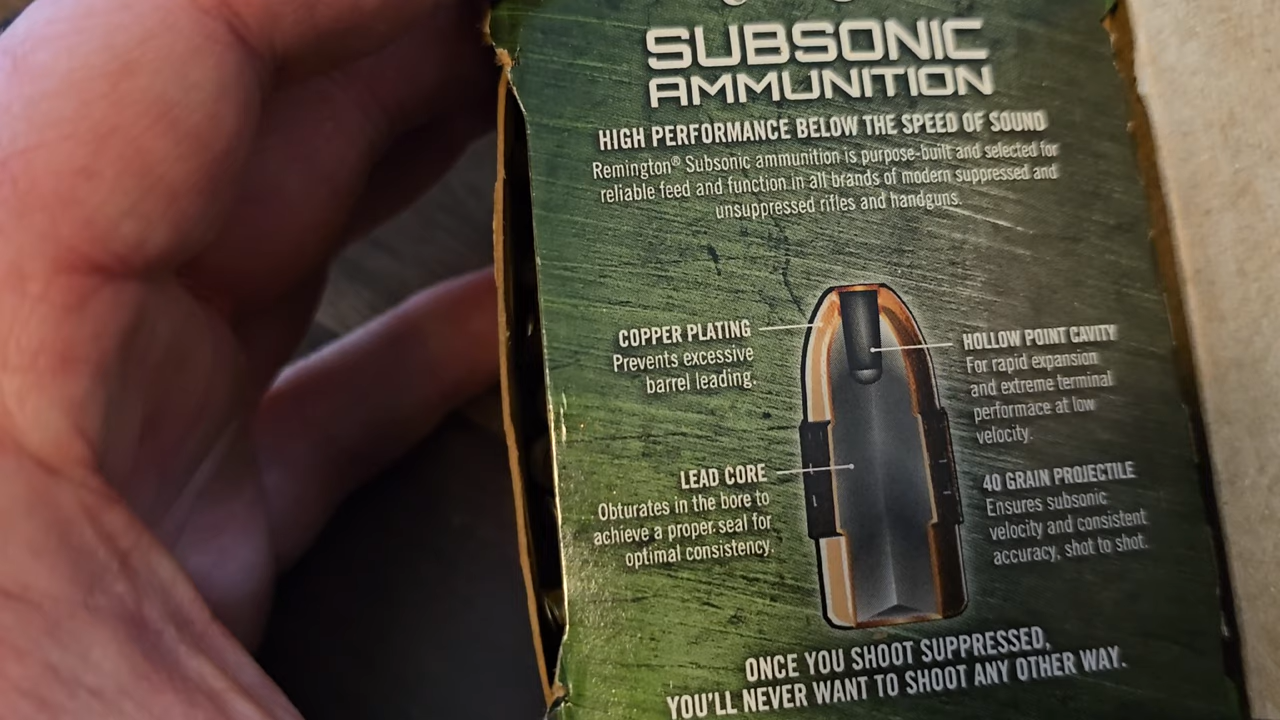 SUBSONIC
AMMUNITION
HIGH PERFORMANCE BELOW THE SPEED OF SOUND
Remington® Subsonic ammunition is purpose-built and selected for
reliable feed and function in all brands of modern suppressed and
unsuppressed rifles and handguns.
COPPER PLATING
Prevents excessive
barrel leading.
HOLLOW POINT CAVITY
For rapid expansion
and extreme terminal
performace at low
velocity.
LEAD CORE
Obturates in the bore to
achieve a proper seal for
optimal consistency.
40 GRAIN PROJECTILE
Ensures subsonic
velocity and consistent
accuracy, shot to shot.
ONCE YOU SHOOT SUPPRESSED,
YOU'LL NEVER WANT TO SHOOT ANY OTHER WAY.